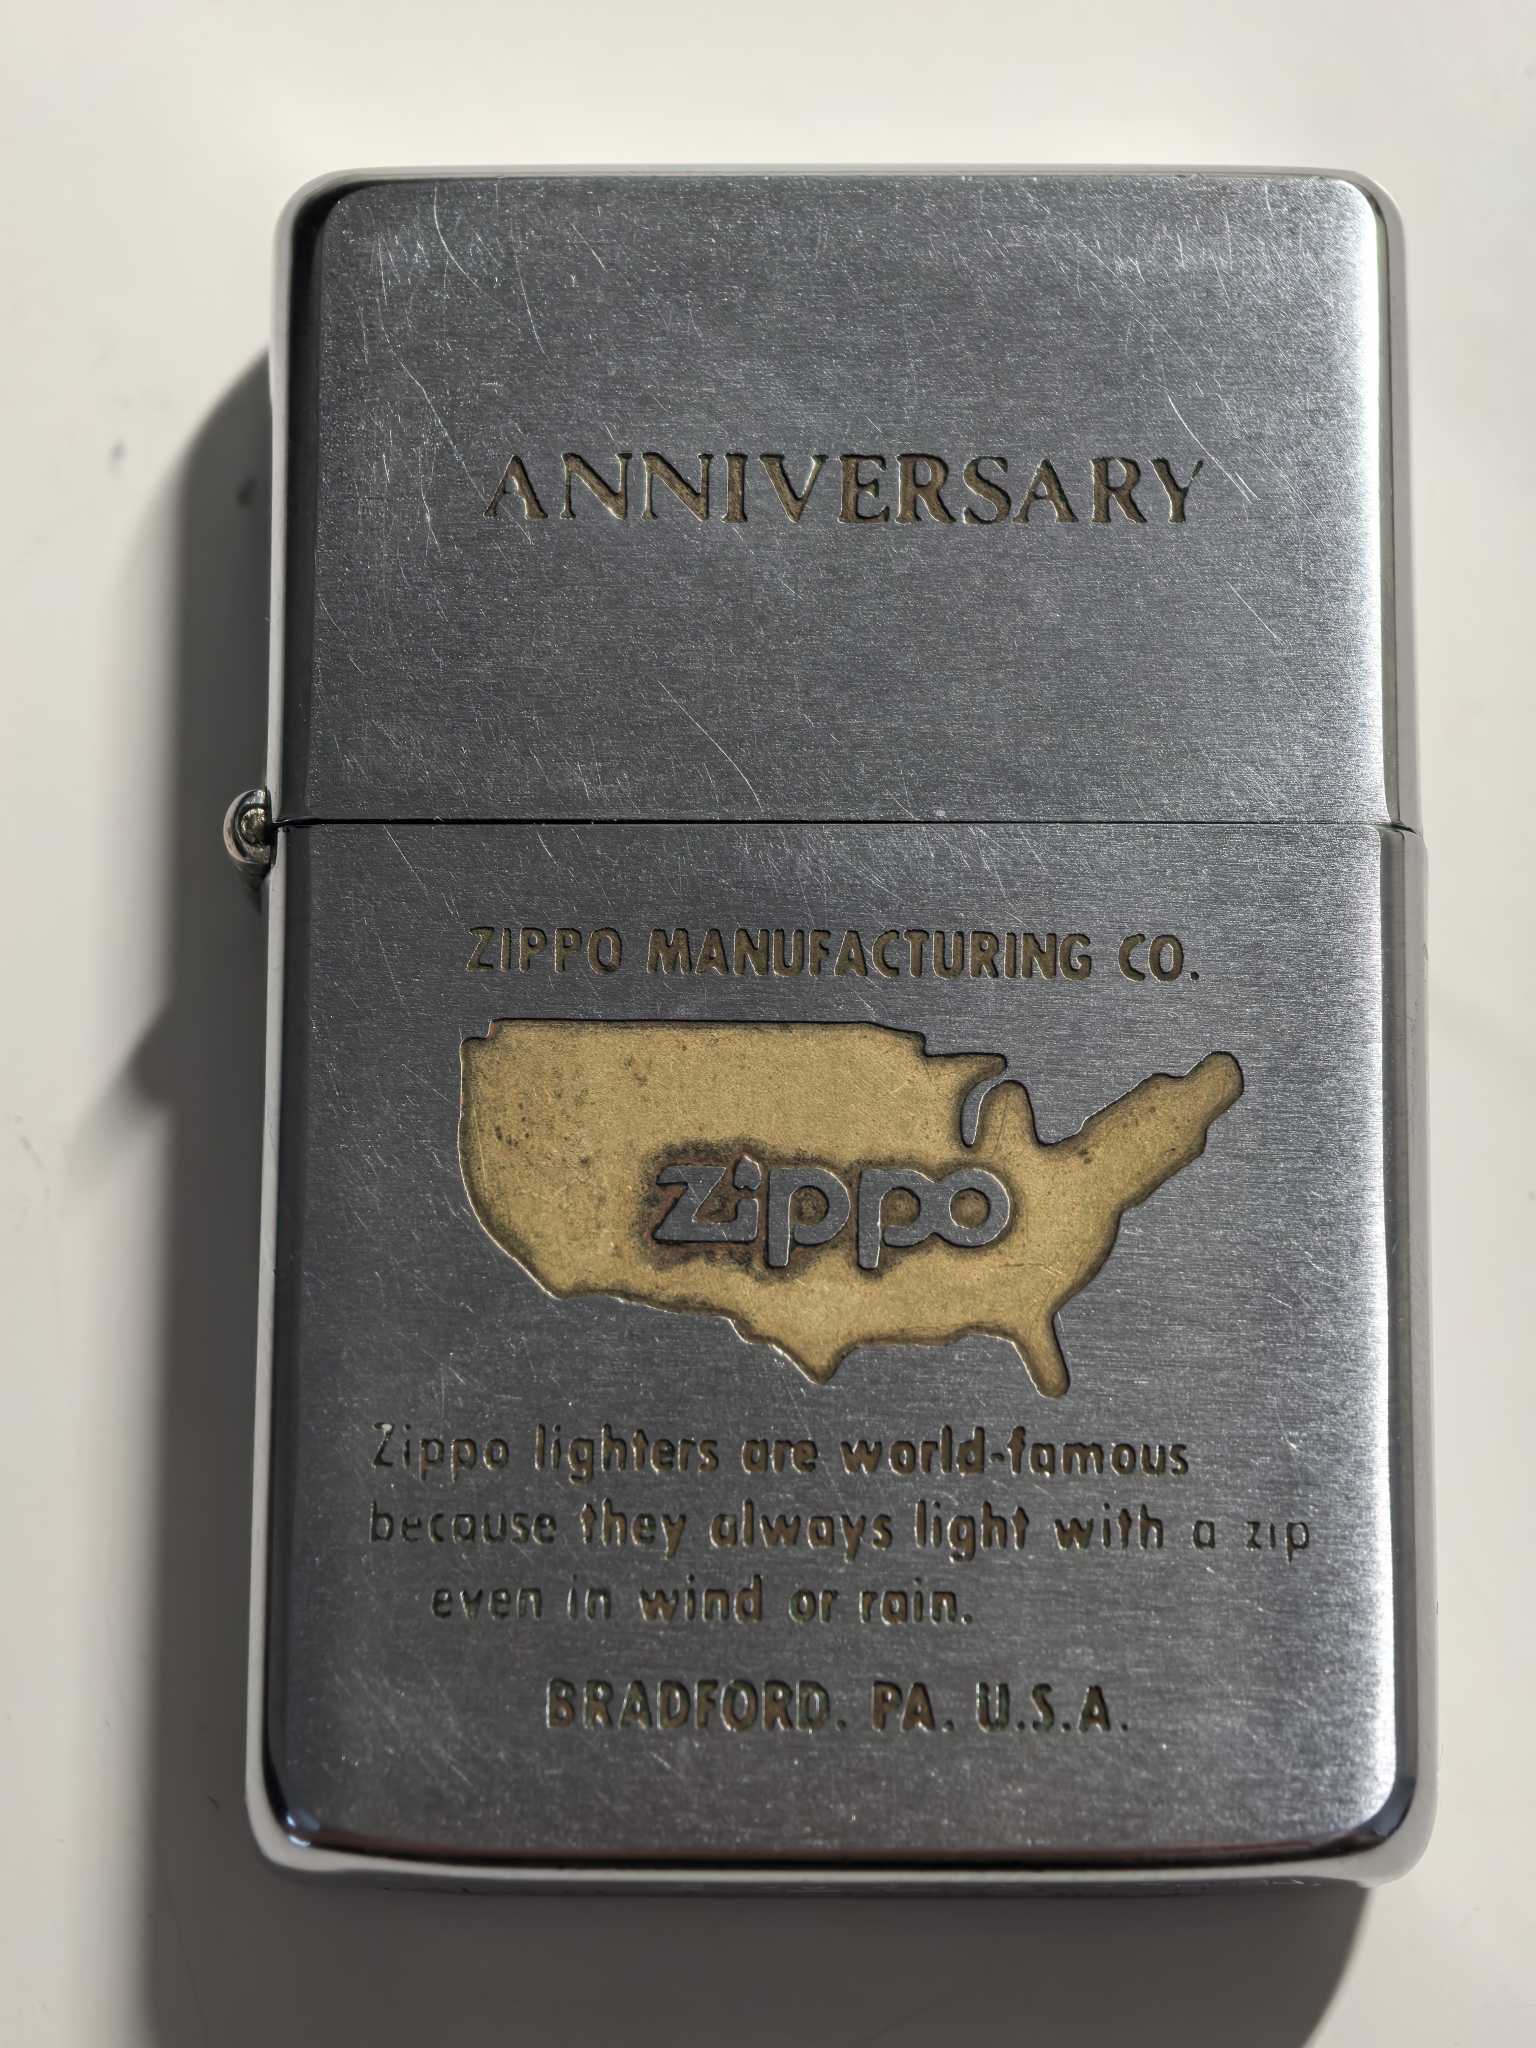 ANNIVERSARY
ZIPPO MANUFACTURING CO.
zippo
Zippo lighters are world-famous
because they always light with a zip
even in wind or rain.
BRADFORD. PA. U.S.A.